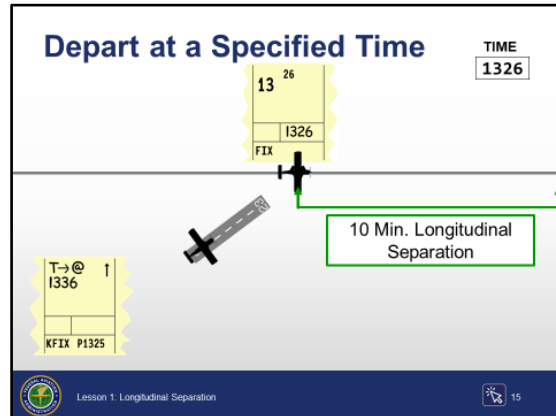 Depart at a Specified Time
TIME
1326
13 26
1326
FIX
23
10 Min. Longitudinal
Separation
T→@ ↑
1336
KFIX P1325
Lesson 1: Longitudinal Separation
15